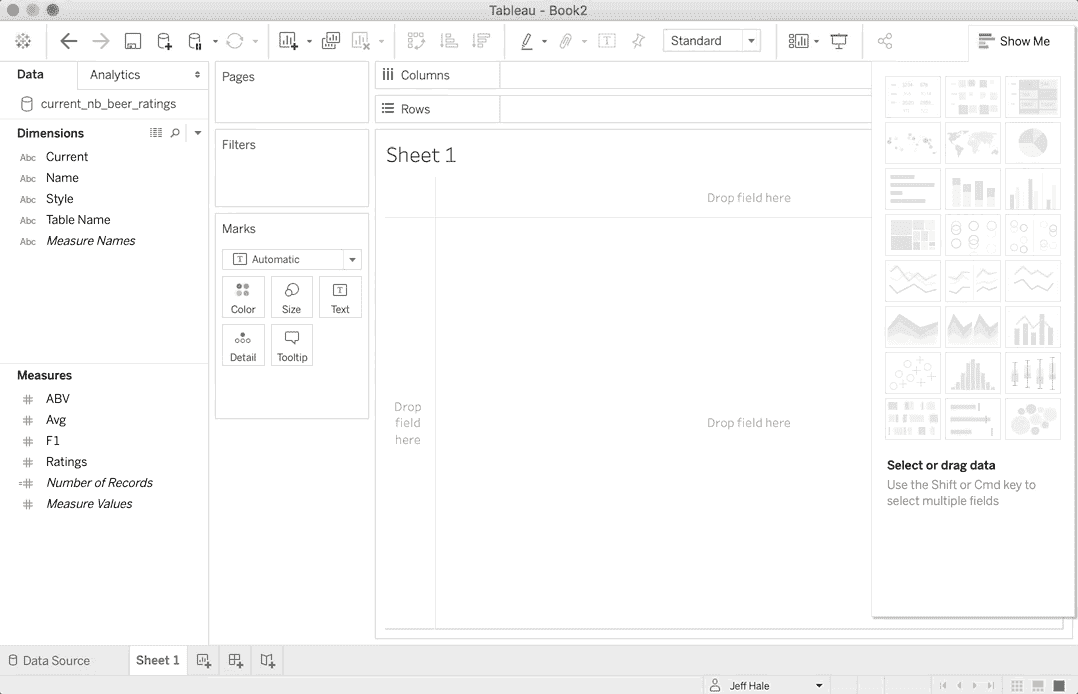 Tableau - Book2
Standard
Show Me
Data
Analytics
current_nb_beer_ratings
Dimensions
Abc Current
Abc Name
Abc Style
Abc Table Name
Abc Measure Names
Measures
# ABV
# Avg
# F1
# Ratings
=# Number of Records
# Measure Values
Pages
Filters
Marks
T Automatic
Color
Size
T
Text
Detail
Tooltip
Columns
Rows
Sheet 1
Drop field here
Drop
field
here
Drop field here
Select or drag data
Use the Shift or Cmd key to
select multiple fields
Data Source
Sheet 1
Jeff Hale